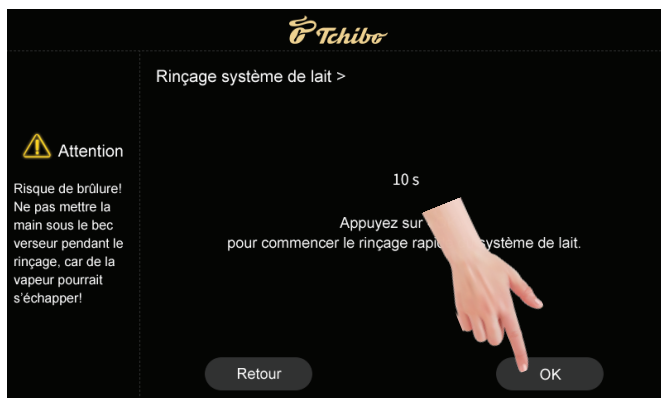 Tchibo
Rinçage système de lait >
Attention
Risque de brûlure!
Ne pas mettre la
main sous le bec
verseur pendant le
rinçage, car de la
vapeur pourrait
s’échapper!
10 s
Appuyez sur
pour commencer le rinçage système de lait.
Retour
OK